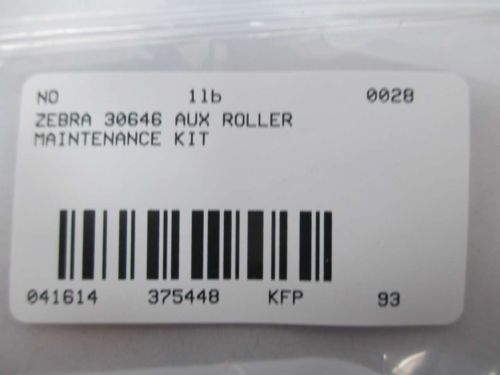 NO 1lb 0028
ZEBRA 30646 AUX ROLLER
MAINTENANCE KIT
041614 375448 KFP 93